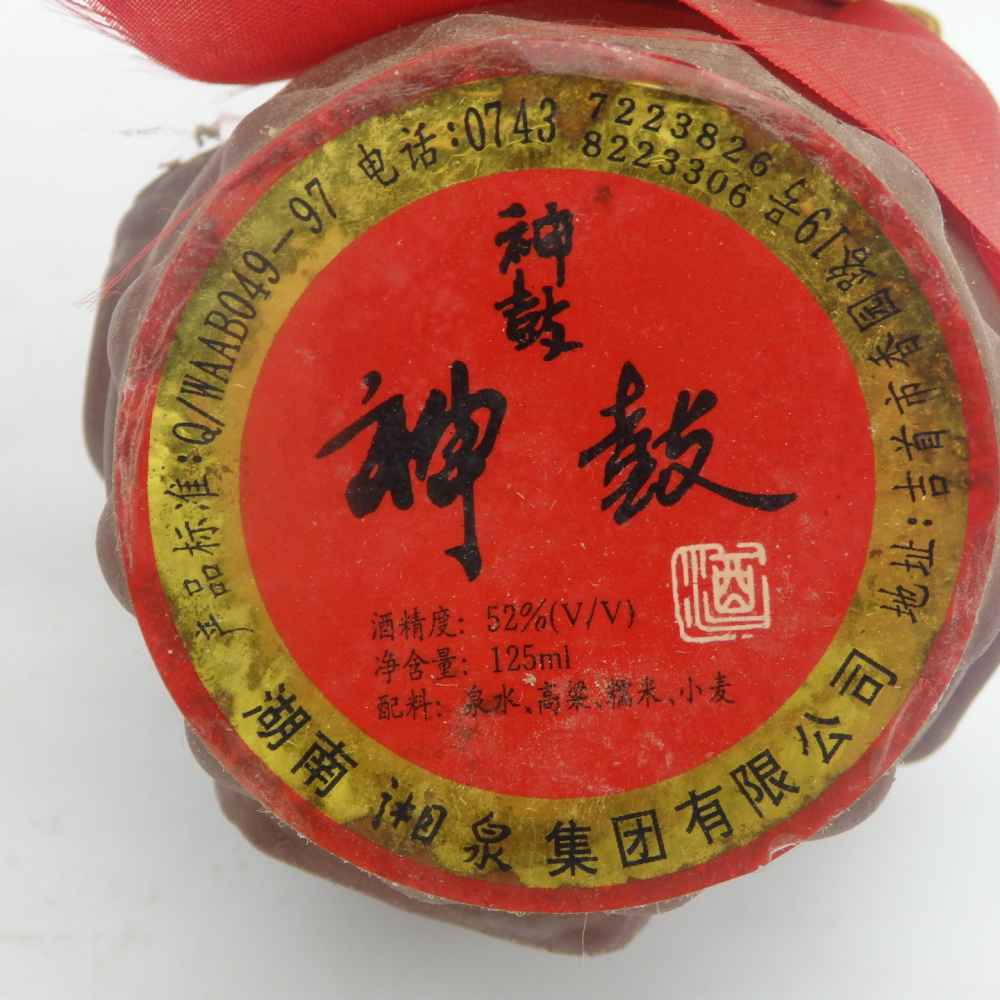 神鼓
神鼓
酒
酒精度: 52%(V/V)
净含量: 125ml
配料: 泉水、高粱、糯米、小麦
产品标准:Q/WAAB049-97
电话:0743 7223826
8223306
地址:吉首市香园路19号
湖南湘泉集团有限公司